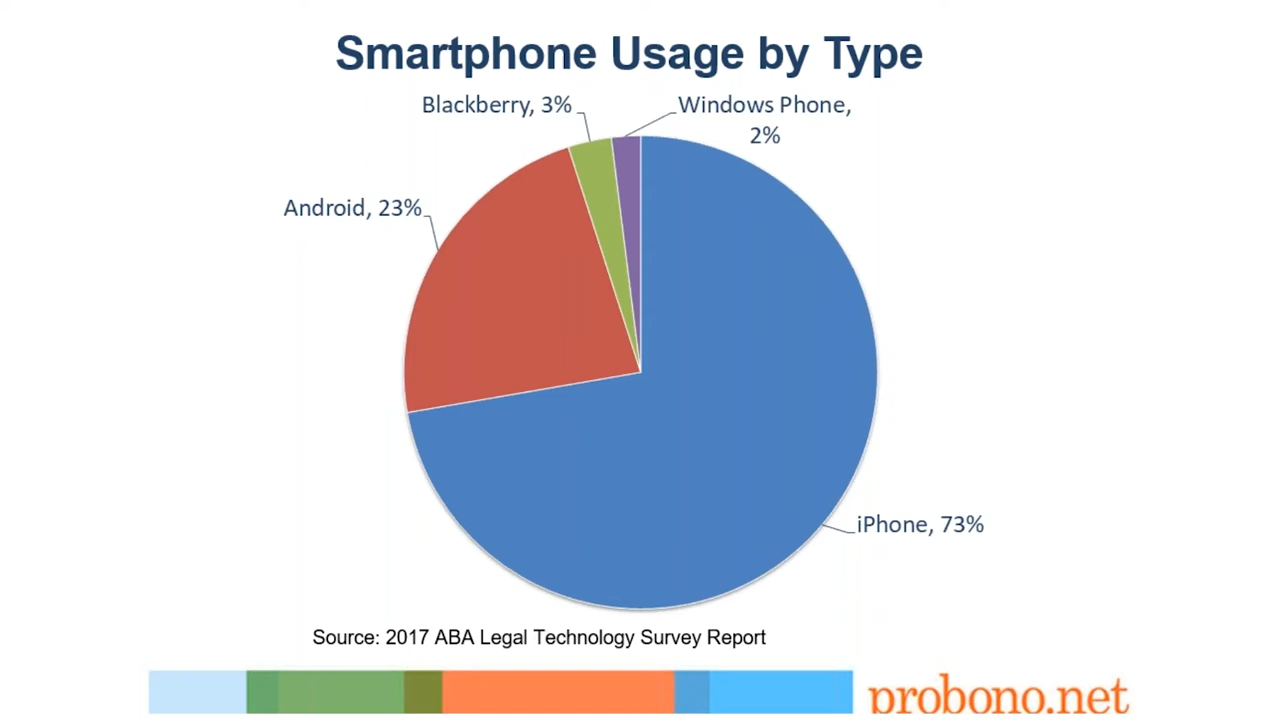 Smartphone Usage by Type
Blackberry, 3%
Windows Phone,
2%
Android, 23%
iPhone, 73%
Source: 2017 ABA Legal Technology Survey Report
probono.net